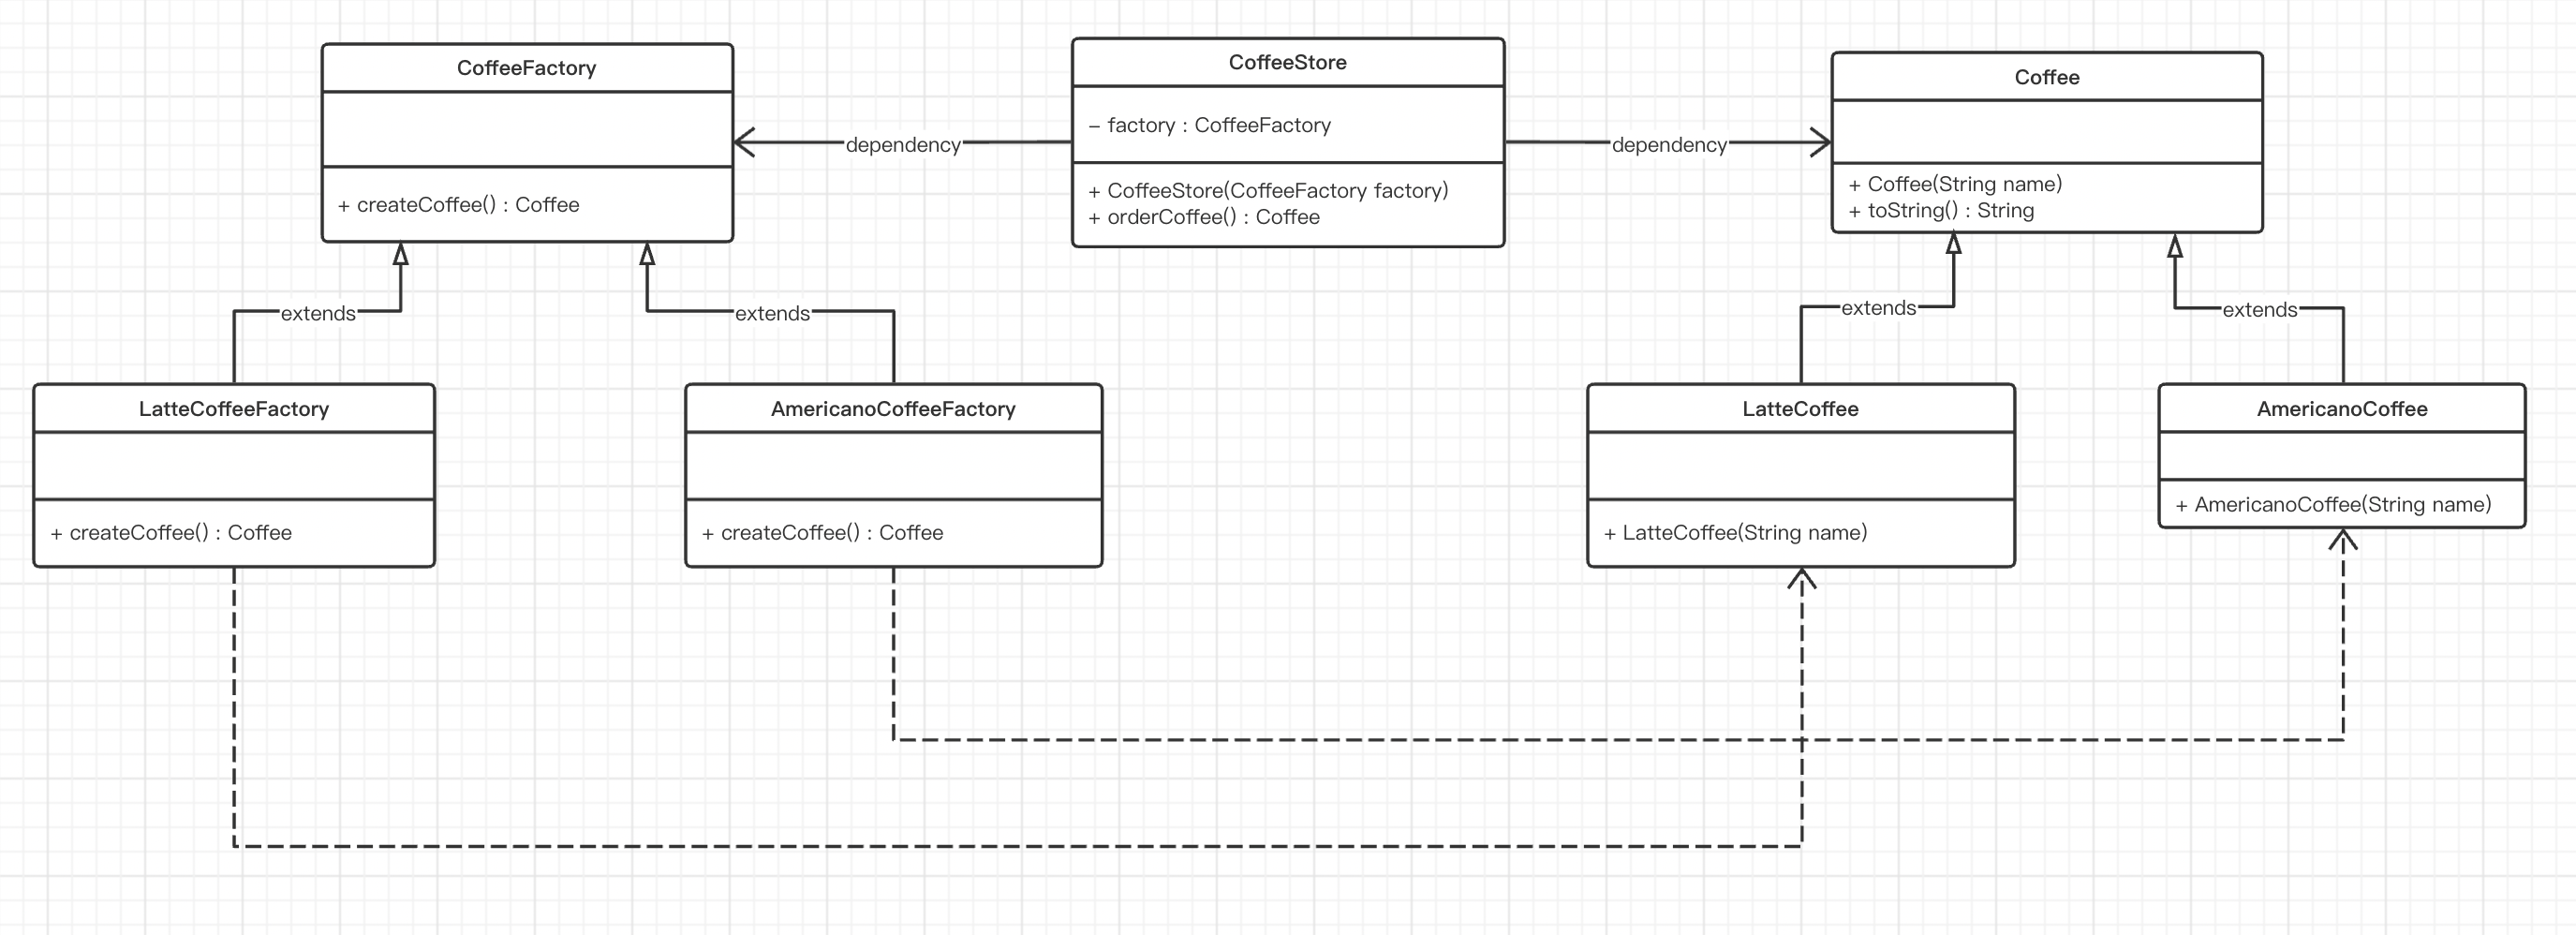 CoffeeFactory
+ createCoffee() : Coffee
dependency
CoffeeStore
− factory : CoffeeFactory
+ CoffeeStore(CoffeeFactory factory)
+ orderCoffee() : Coffee
dependency
Coffee
+ Coffee(String name)
+ toString() : String
extends
extends
extends
extends
LatteCoffeeFactory
+ createCoffee() : Coffee
AmericanoCoffeeFactory
+ createCoffee() : Coffee
LatteCoffee
+ LatteCoffee(String name)
AmericanoCoffee
+ AmericanoCoffee(String name)